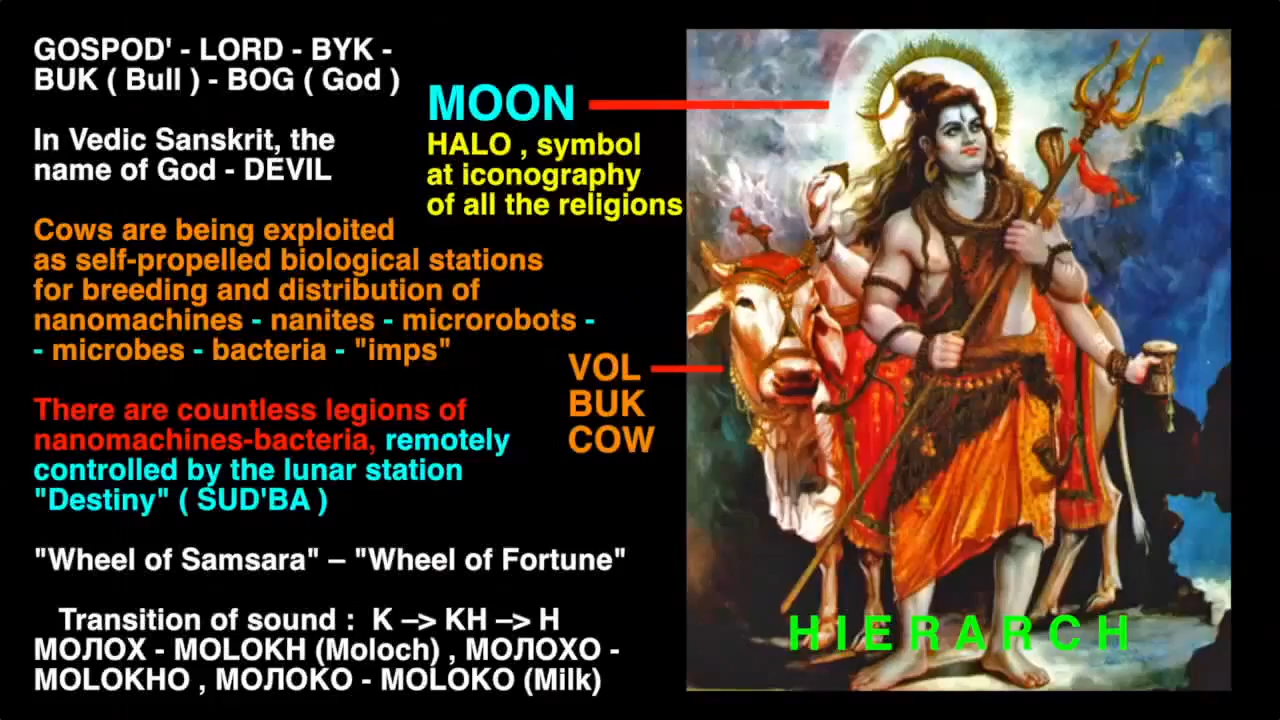 GOSPOD' - LORD - BYK -
BUK ( Bull ) - BOG ( God )
In Vedic Sanskrit, the
name of God - DEVIL
MOON
HALO , symbol
at iconography
of all the religions
Cows are being exploited
as self-propelled biological stations
for breeding and distribution of
nanomachines - nanites - microrobots -
- microbes - bacteria - "imps"
VOL
BUK
COW
There are countless legions of
nanomachines-bacteria, remotely
controlled by the lunar station
"Destiny" ( SUD'BA )
"Wheel of Samsara" – "Wheel of Fortune"
Transition of sound : K –> KH –> H
МОЛОХ - MOLOKH (Moloch) , МОЛОХО -
MOLOKHO , МОЛОКО - MOLOKO (Milk)
HIERARCH